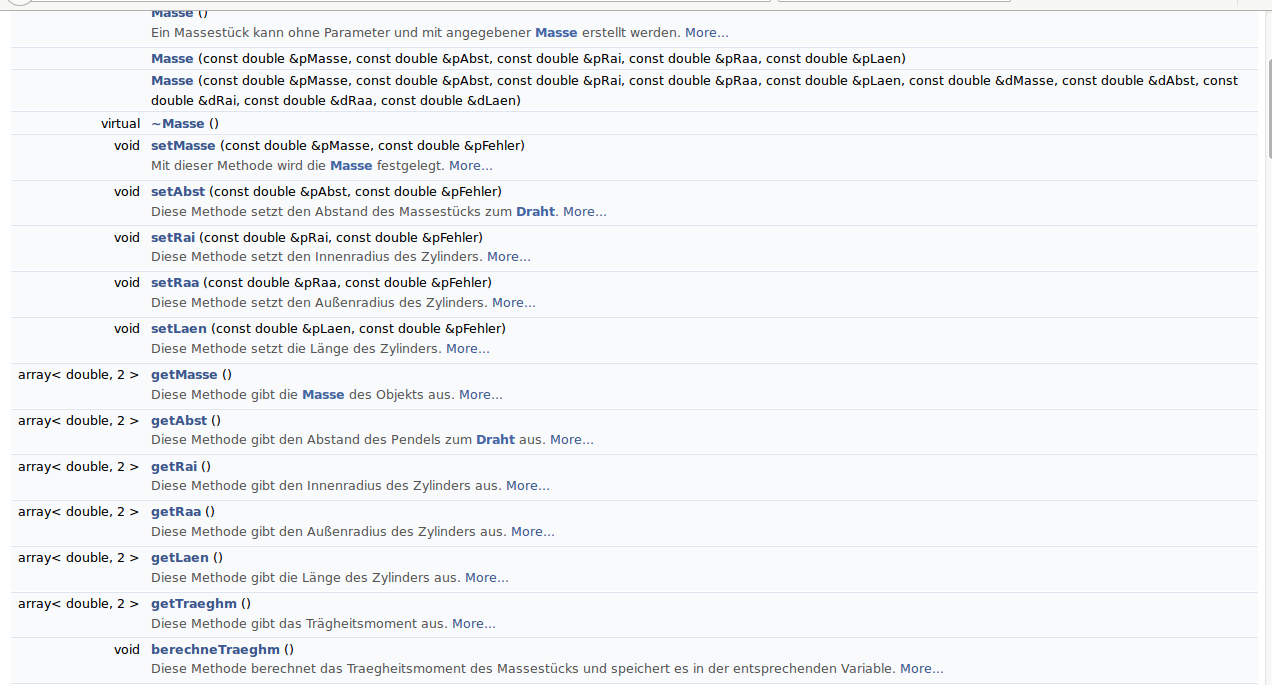 Masse ()
Ein Massestück kann ohne Parameter und mit angegebener Masse erstellt werden. More...
Masse (const double &pMasse, const double &pAbst, const double &pRai, const double &pRaa, const double &pLaen)
Masse (const double &pMasse, const double &pAbst, const double &pRai, const double &pRaa, const double &pLaen, const double &dMasse, const double &dAbst, const
double &dRai, const double &dRaa, const double &dLaen)
virtual ~Masse ()
void setMasse (const double &pMasse, const double &pFehler)
Mit dieser Methode wird die Masse festgelegt. More...
void setAbst (const double &pAbst, const double &pFehler)
Diese Methode setzt den Abstand des Massestücks zum Draht. More...
void setRai (const double &pRai, const double &pFehler)
Diese Methode setzt den Innenradius des Zylinders. More...
void setRaa (const double &pRaa, const double &pFehler)
Diese Methode setzt den Außenradius des Zylinders. More...
void setLaen (const double &pLaen, const double &pFehler)
Diese Methode setzt die Länge des Zylinders. More...
array< double, 2 > getMasse ()
Diese Methode gibt die Masse des Objekts aus. More...
array< double, 2 > getAbst ()
Diese Methode gibt den Abstand des Pendels zum Draht aus. More...
array< double, 2 > getRai ()
Diese Methode gibt den Innenradius des Zylinders aus. More...
array< double, 2 > getRaa ()
Diese Methode gibt den Außenradius des Zylinders aus. More...
array< double, 2 > getLaen ()
Diese Methode gibt die Länge des Zylinders aus. More...
array< double, 2 > getTraeghm ()
Diese Methode gibt das Trägheitsmoment aus. More...
void berechneTraeghm ()
Diese Methode berechnet das Traegheitsmoment des Massestücks und speichert es in der entsprechenden Variable. More...